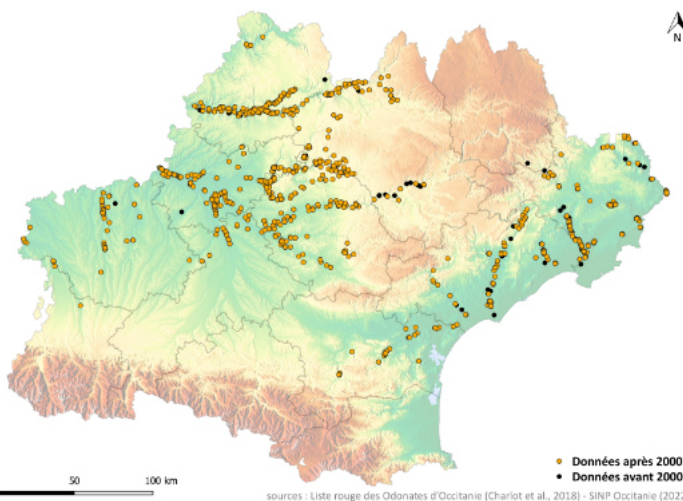 N
Données après 2000
Données avant 2000
50 100 km
sources : Liste rouge des Odonates d'Occitanie (Charlot et al., 2018) - SINP Occitanie (2022